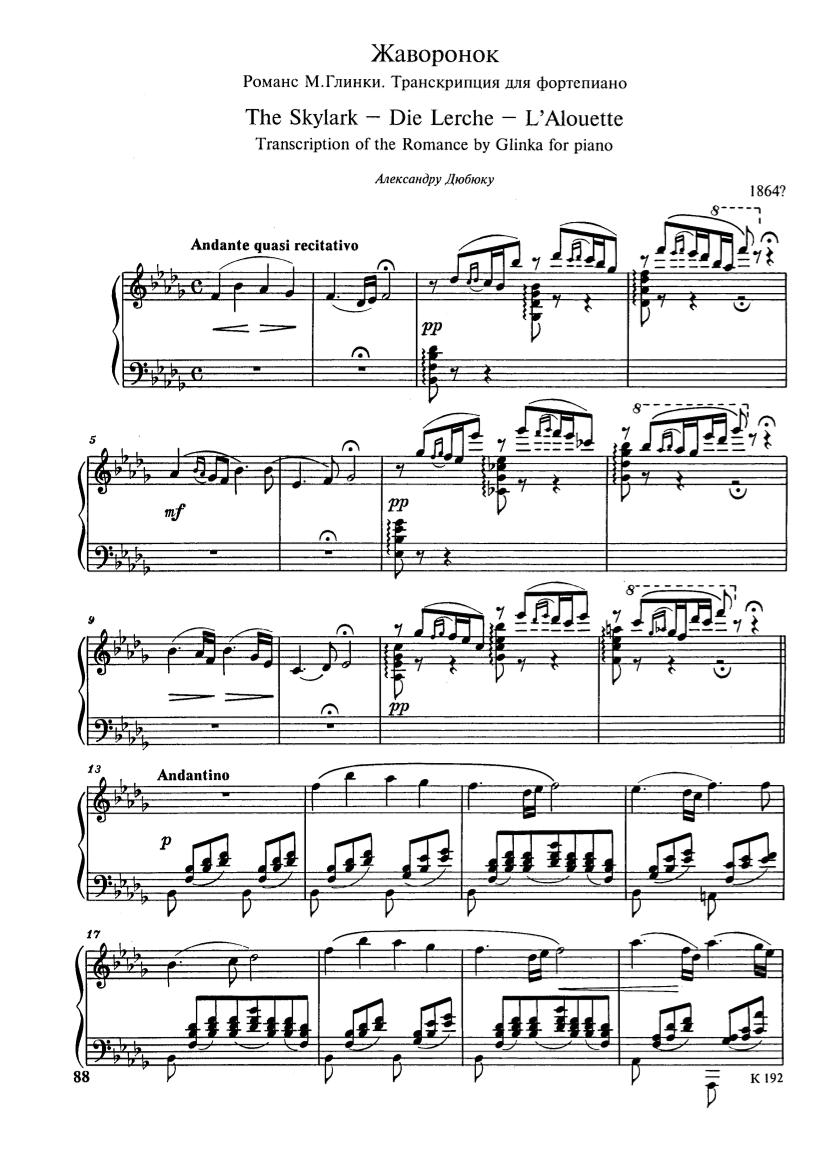 Жаворонок
Романс М.Глинки. Транскрипция для фортепиано
The Skylark – Die Lerche – L'Alouette
Transcription of the Romance by Glinka for piano
Александру Дюбюку
1864?
8
Andante quasi recitativo
pp
5
8
8
mf
pp
9
8
8
pp
13
Andantino
p
17
88
K 192